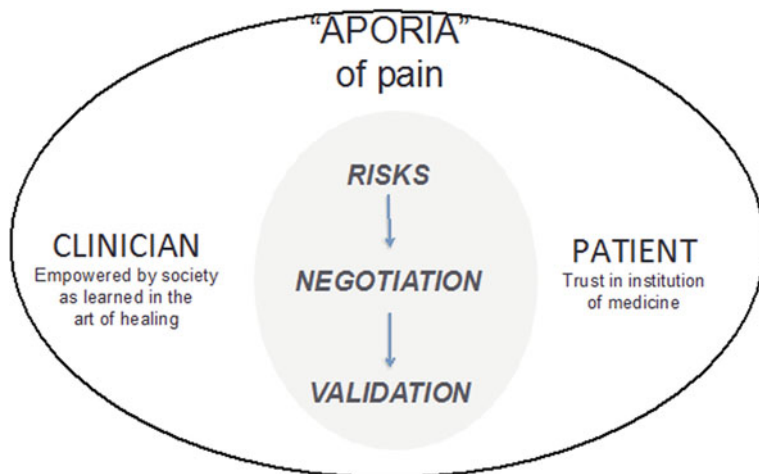 “APORIA”
of pain
RISKS
CLINICIAN
Empowered by society
as learned in the
art of healing
NEGOTIATION
PATIENT
Trust in institution
of medicine
VALIDATION